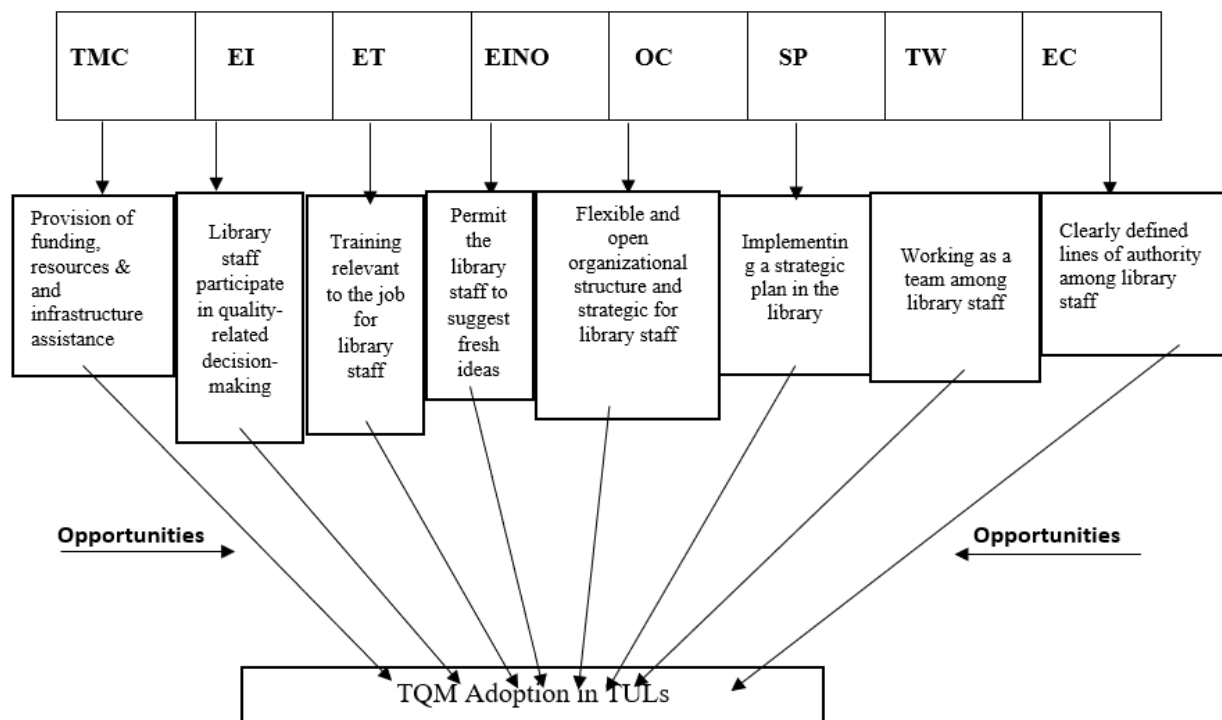 TMC EI ET EINO OC SP TW EC
Provision of
funding,
resources &
and
infrastructure
assistance
Library
staff
participate
in quality-
related
decision-
making
Training
relevant
to the job
for
library
staff
Permit
the
library
staff to
suggest
fresh
ideas
Flexible and
open
organizational
structure and
strategic for
library staff
Implementin
g a strategic
plan in the
library
Working as a
team among
library staff
Clearly defined
lines of authority
among library
staff
Opportunities
Opportunities
TQM Adoption in TULs